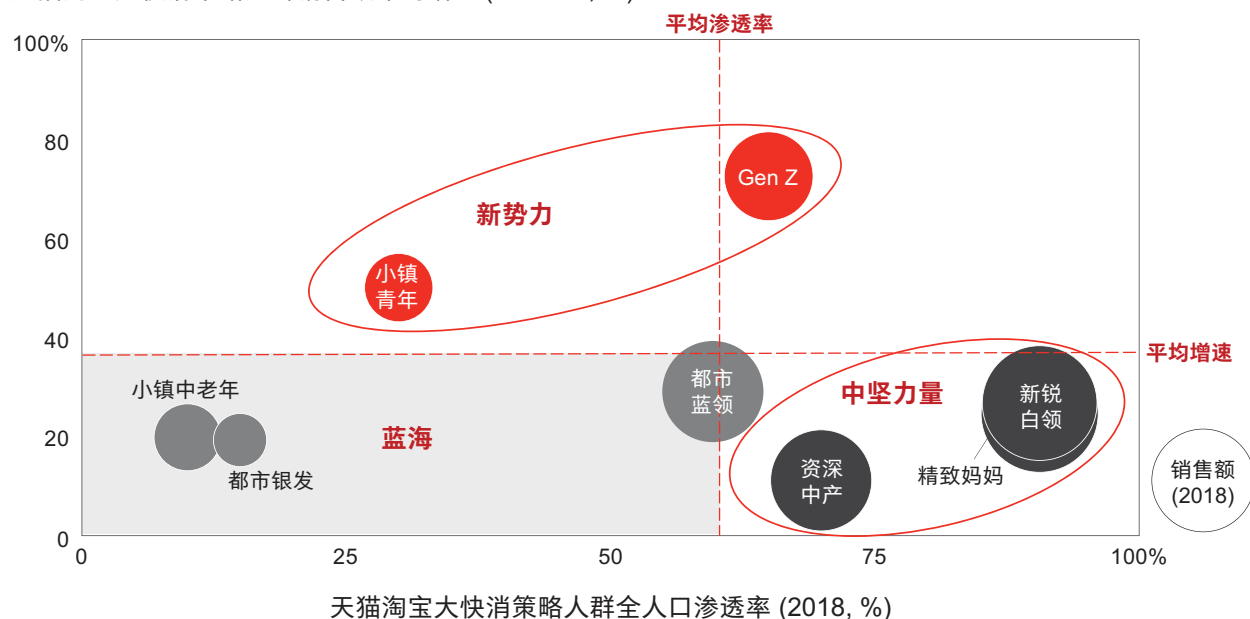 平均渗透率
100%
80
60
40
20
0
Gen Z
新势力
小镇
青年
平均增速
都市
蓝领
中坚力量
新锐
白领
小镇中老年
蓝海
都市银发
资深
中产
精致妈妈
销售额
(2018)
0
25
50
75
100%
天猫淘宝大快消策略人群全人口渗透率 (2018, %)